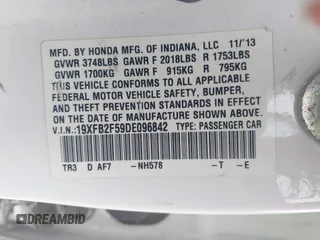 MFD. BY HONDA MFG. OF INDIANA, LLC 11/'13
GVWR 3748LBS GAWR F 2018LBS R 1753LBS
GVWR 1700KG GAWR F 915KG R 795KG
THIS VEHICLE CONFORMS TO ALL APPLICABLE
FEDERAL MOTOR VEHICLE SAFETY, BUMPER,
AND THEFT PREVENTION STANDARDS IN EFFECT
ON THE DATE OF MANUFACTURE SHOWN ABOVE.
V.I.N.: 19XFB2F59DE096842 TYPE: PASSENGER CAR
TR3 D AF7 -NH578 -T -E
DREAMBID